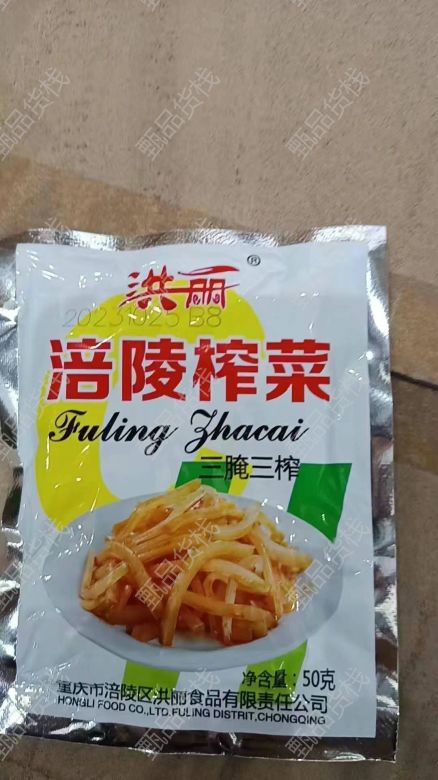 洪丽®
20231025 B8
涪陵榨菜
Fuling Zhacai
三腌三榨
净含量：50克
重庆市涪陵区洪丽食品有限责任公司
HONGLI FOOD CO.,LTD.FULING DISTRIT,CHONGQING
甄品货栈